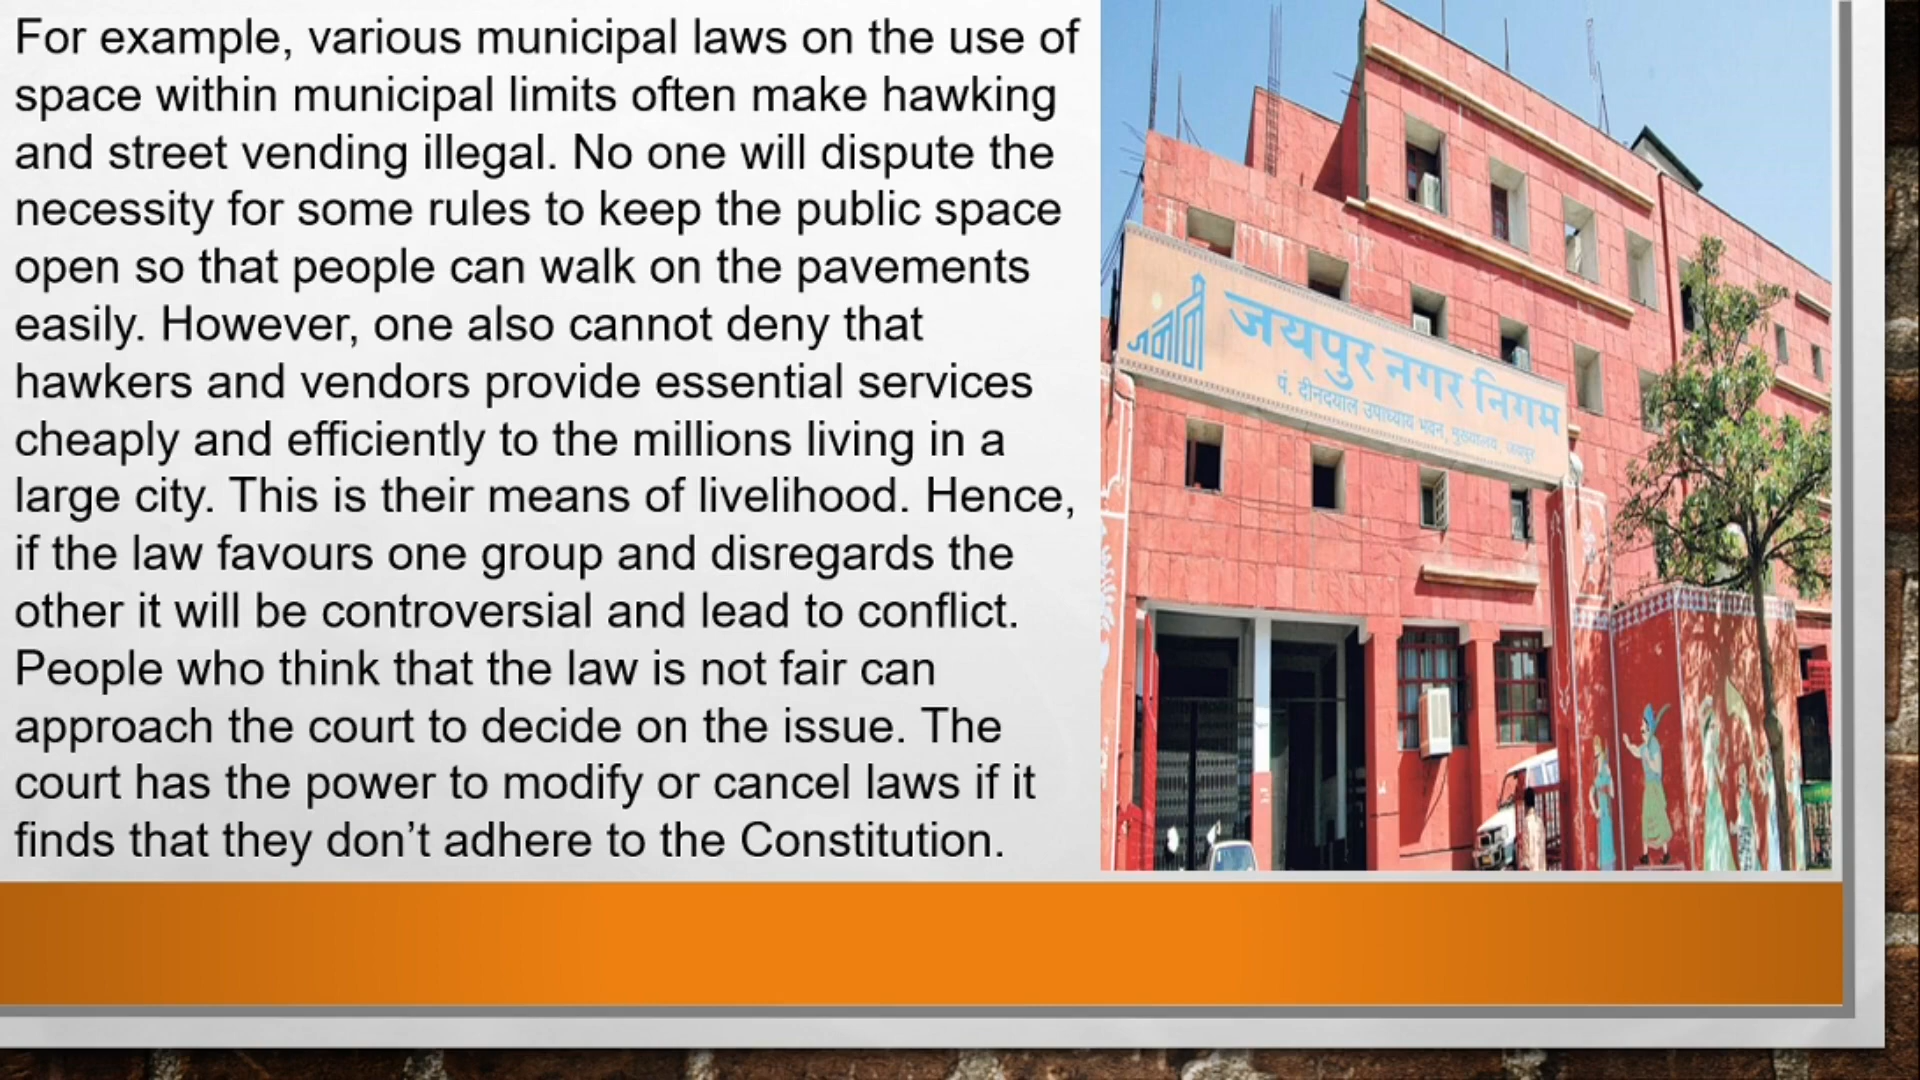 For example, various municipal laws on the use of
space within municipal limits often make hawking
and street vending illegal. No one will dispute the
necessity for some rules to keep the public space
open so that people can walk on the pavements
easily. However, one also cannot deny that
hawkers and vendors provide essential services
cheaply and efficiently to the millions living in a
large city. This is their means of livelihood. Hence,
if the law favours one group and disregards the
other it will be controversial and lead to conflict.
People who think that the law is not fair can
approach the court to decide on the issue. The
court has the power to modify or cancel laws if it
finds that they don’t adhere to the Constitution.
जयपुर नगर निगम
पं. दीनदयाल उपाध्याय भवन, मुख्यालय, जयपुर